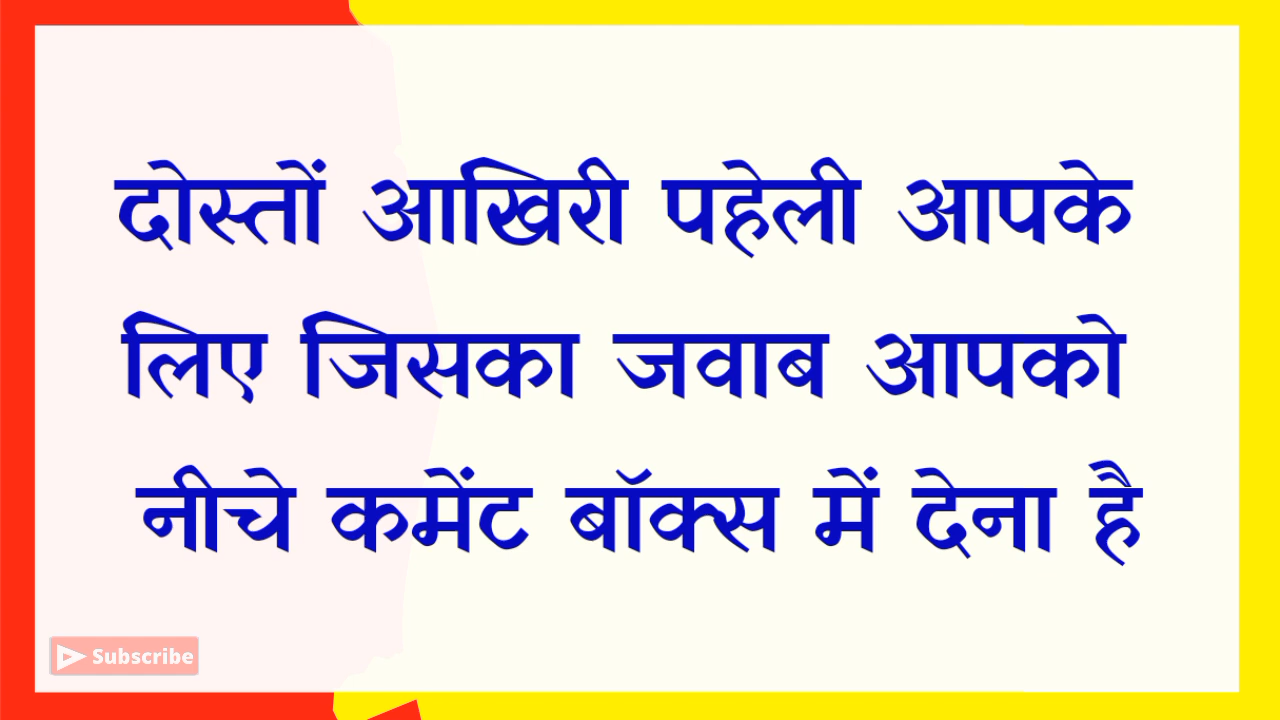 दोस्तों आखिरी पहेली आपके
लिए जिसका जवाब आपको
नीचे कमेंट बॉक्स में देना है
Subscribe